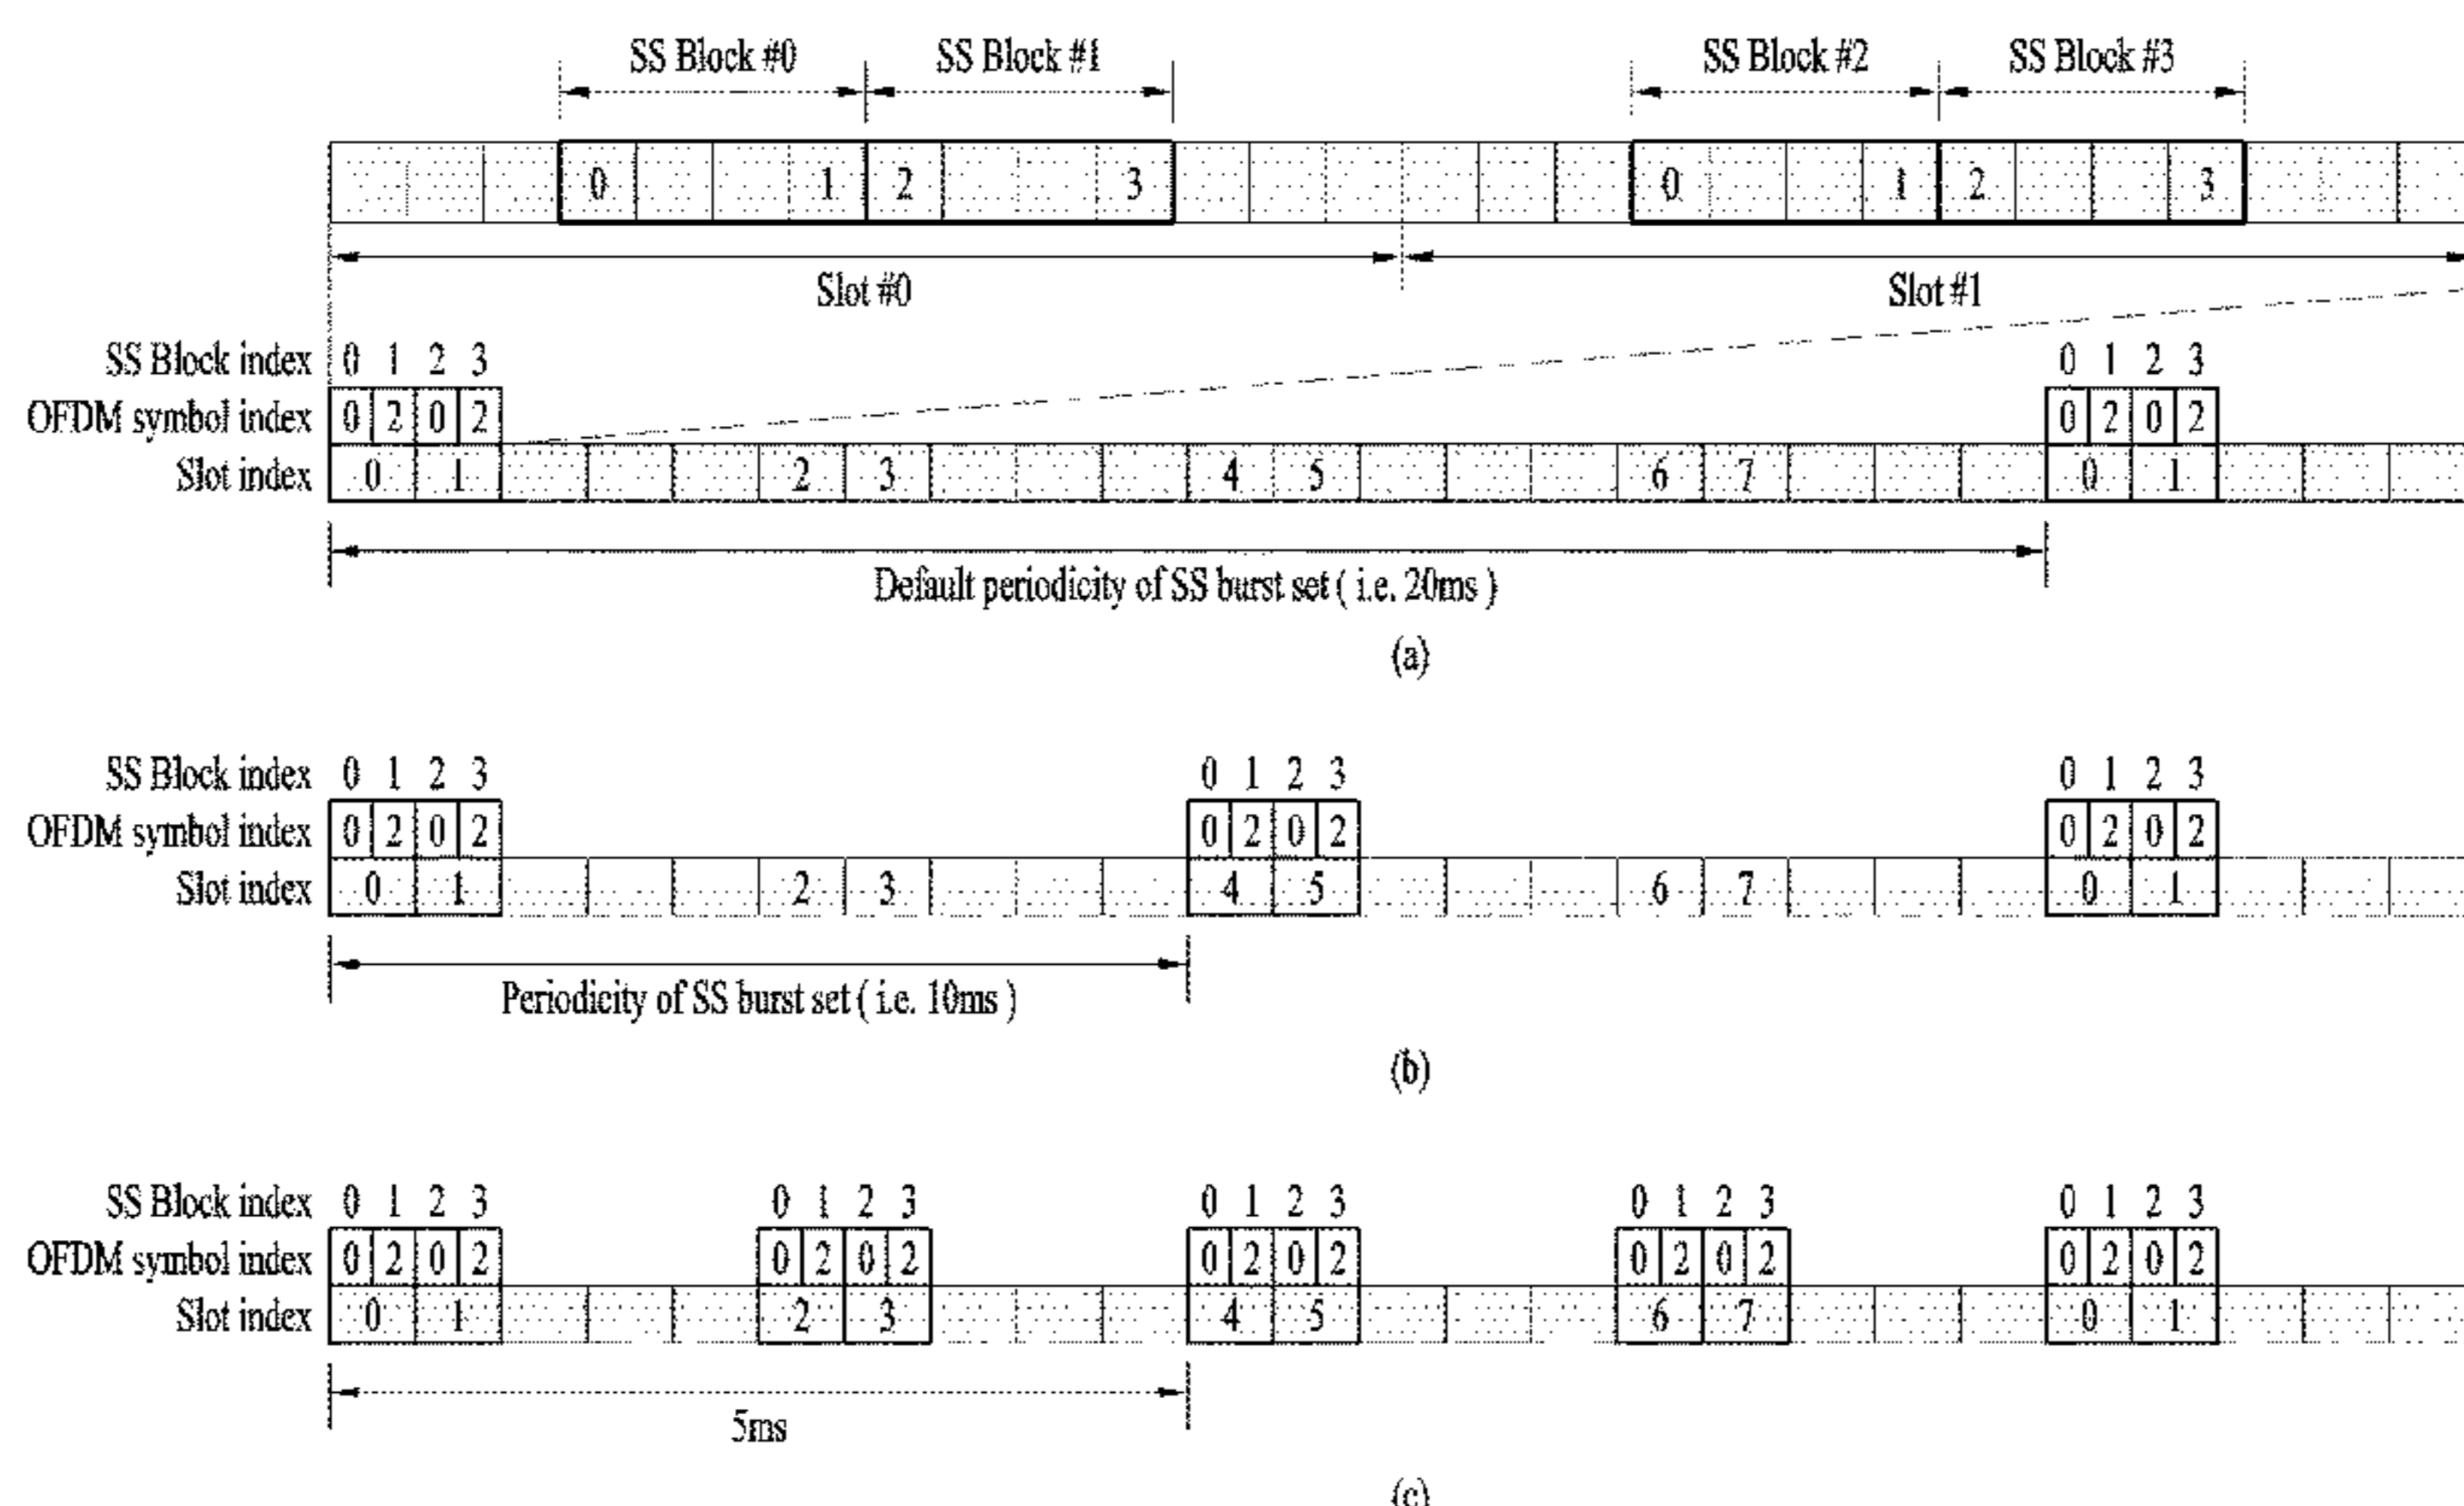 SS Block #0 SS Block #1 SS Block #2 SS Block #3
0 1 2 3 0 1 2 3
Slot #0 Slot #1
SS Block index 0 1 2 3 0 1 2 3
OFDM symbol index 0 2 0 2 0 2 0 2
Slot index 0 1 2 3 4 5 6 7 0 1
Default periodicity of SS burst set ( i.e. 20ms )
(a)
SS Block index 0 1 2 3 0 1 2 3 0 1 2 3
OFDM symbol index 0 2 0 2 0 2 0 2 0 2 0 2
Slot index 0 1 2 3 4 5 6 7 0 1
Periodicity of SS burst set ( i.e. 10ms )
(b)
SS Block index 0 1 2 3 0 1 2 3 0 1 2 3 0 1 2 3 0 1 2 3
OFDM symbol index 0 2 0 2 0 2 0 2 0 2 0 2 0 2 0 2 0 2 0 2
Slot index 0 1 2 3 4 5 6 7 0 1
5ms
(c)